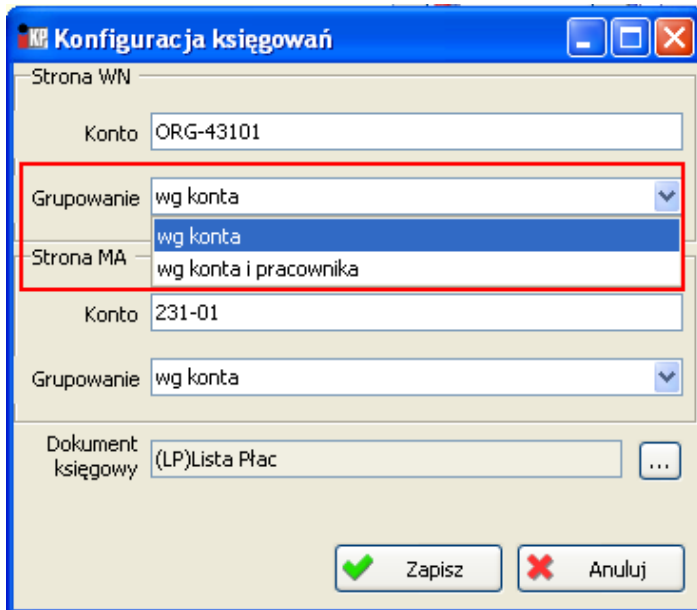 KP Konfiguracja księgowań
Strona WN
Konto ORG-43101
Grupowanie wg konta
wg konta
Strona MA
wg konta i pracownika
Konto 231-01
Grupowanie wg konta
Dokument
księgowy (LP)Lista Płac ...
Zapisz Anuluj